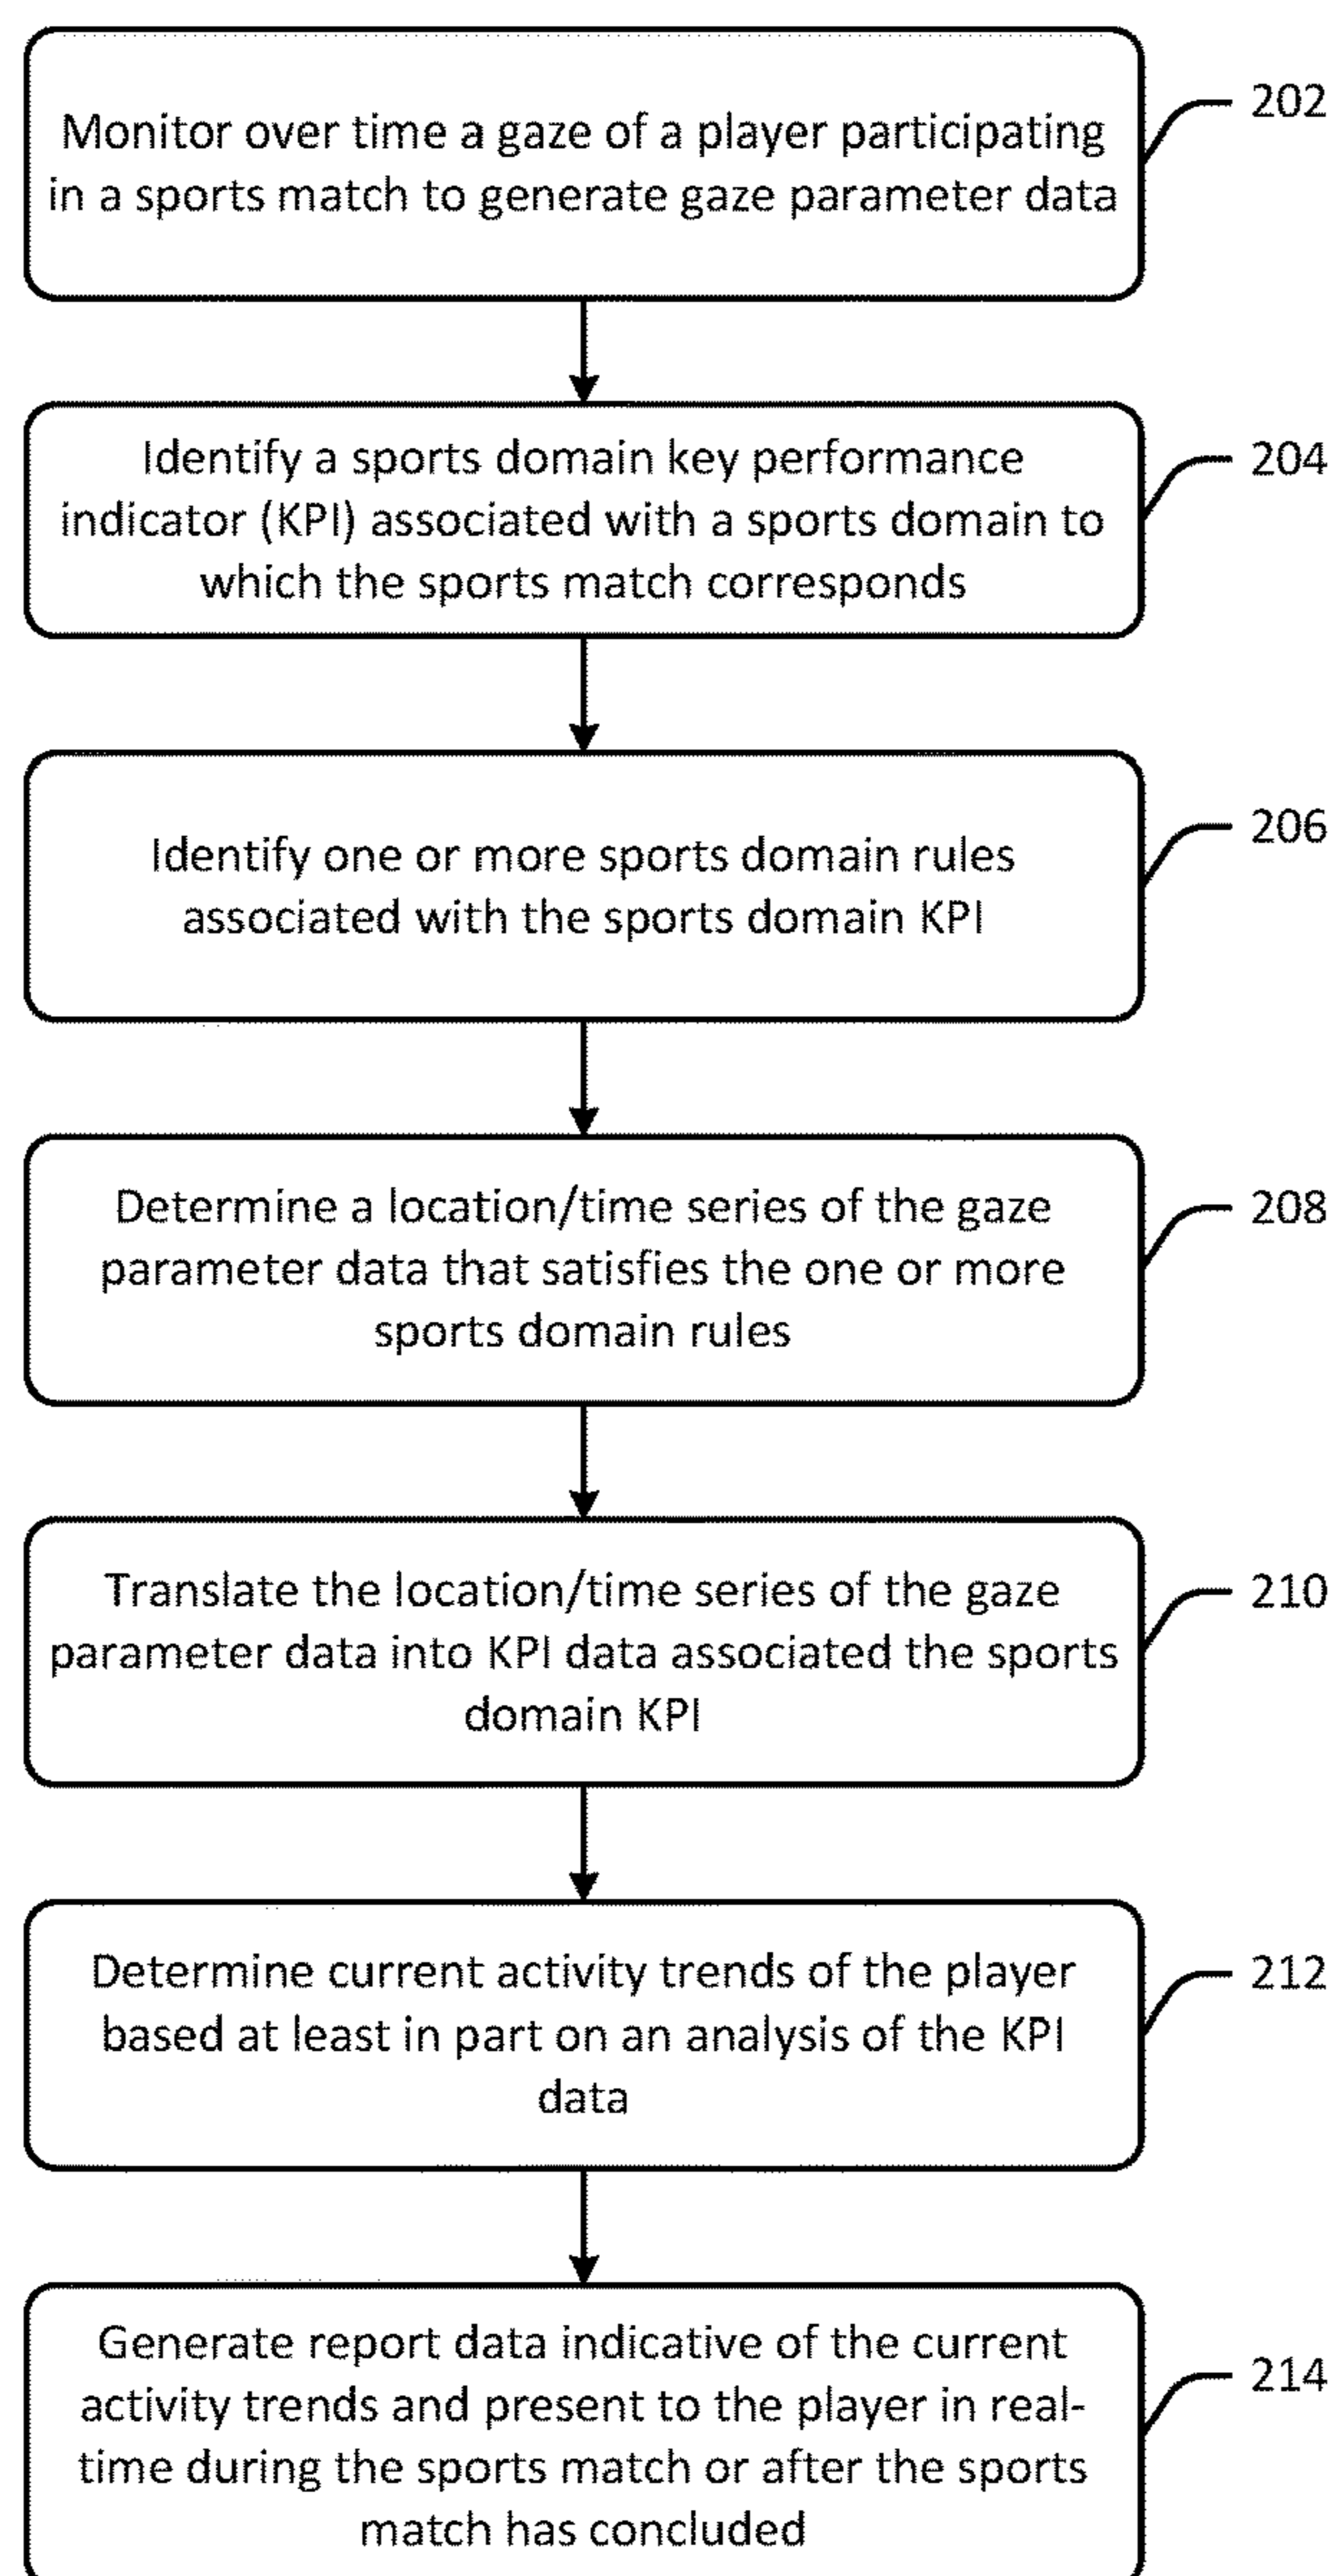 Monitor over time a gaze of a player participating
in a sports match to generate gaze parameter data
202
Identify a sports domain key performance
indicator (KPI) associated with a sports domain to
which the sports match corresponds
204
Identify one or more sports domain rules
associated with the sports domain KPI
206
Determine a location/time series of the gaze
parameter data that satisfies the one or more
sports domain rules
208
Translate the location/time series of the gaze
parameter data into KPI data associated the sports
domain KPI
210
Determine current activity trends of the player
based at least in part on an analysis of the KPI
data
212
Generate report data indicative of the current
activity trends and present to the player in real-
time during the sports match or after the sports
match has concluded
214